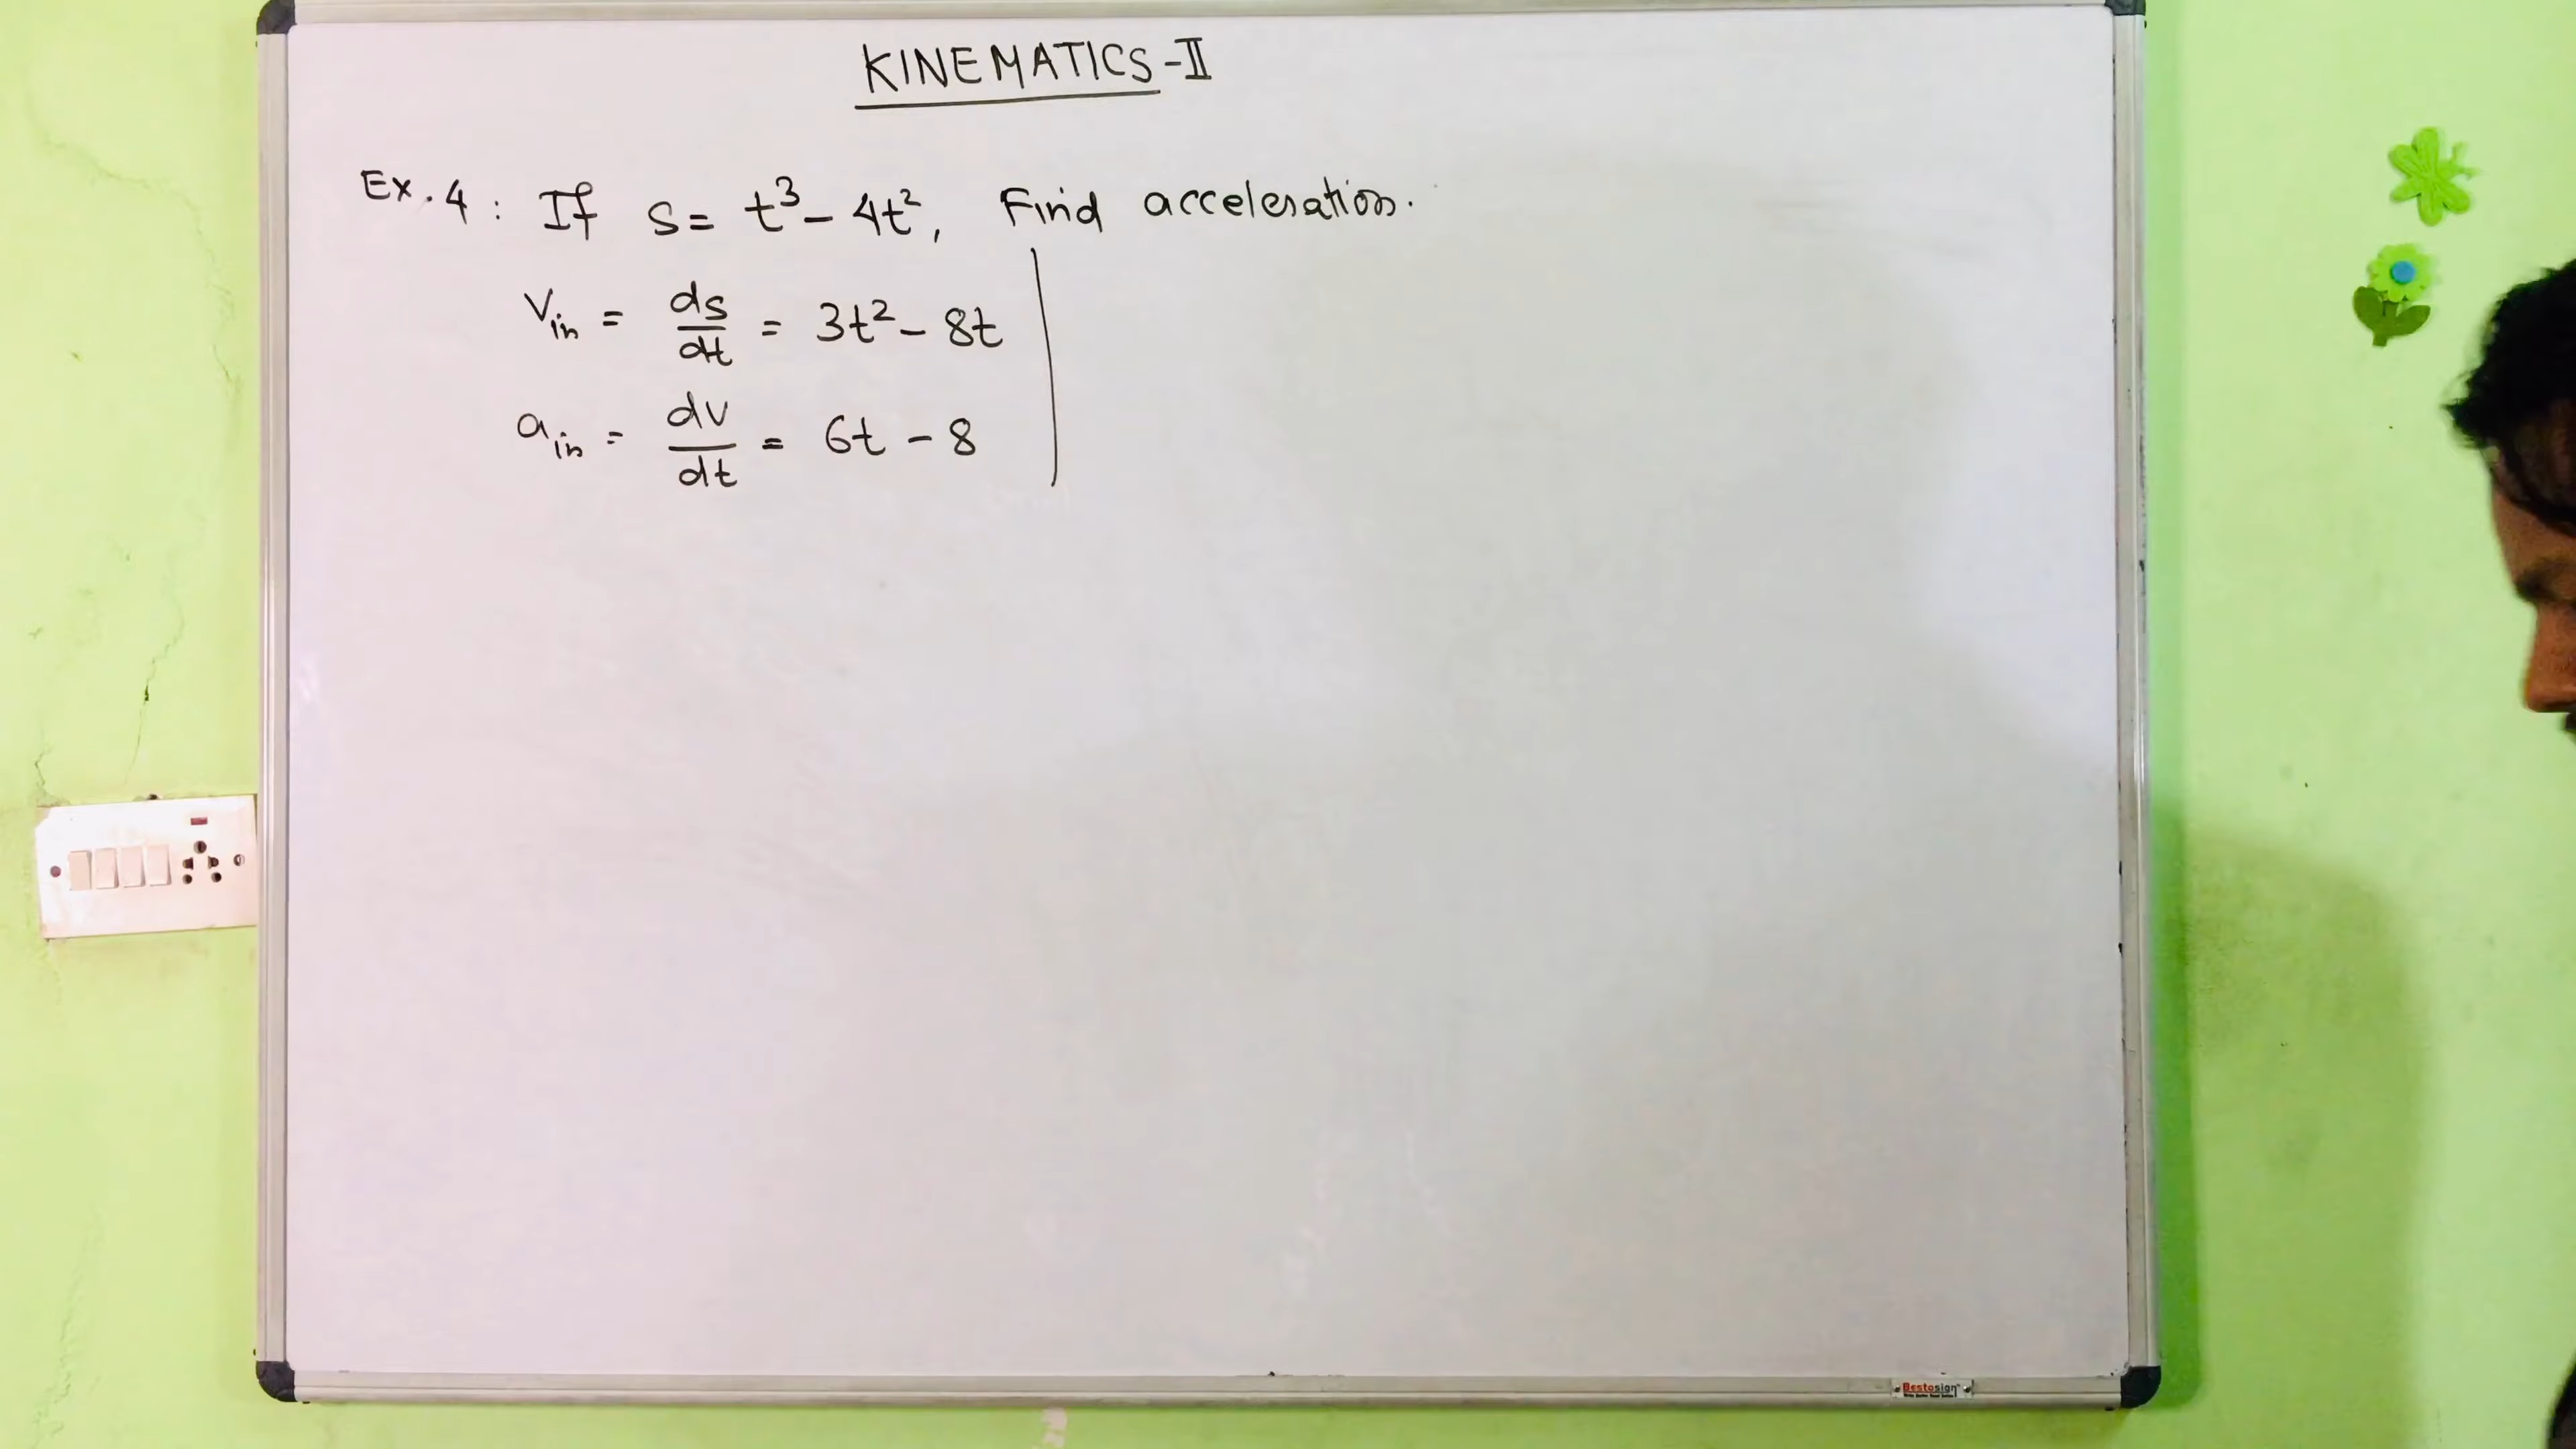 KINEMATICS-II
Ex.4: If s = t³ - 4t², Find acceleration.
Vin = ds/dt = 3t² - 8t
ain = dv/dt = 6t - 8
Bestosign